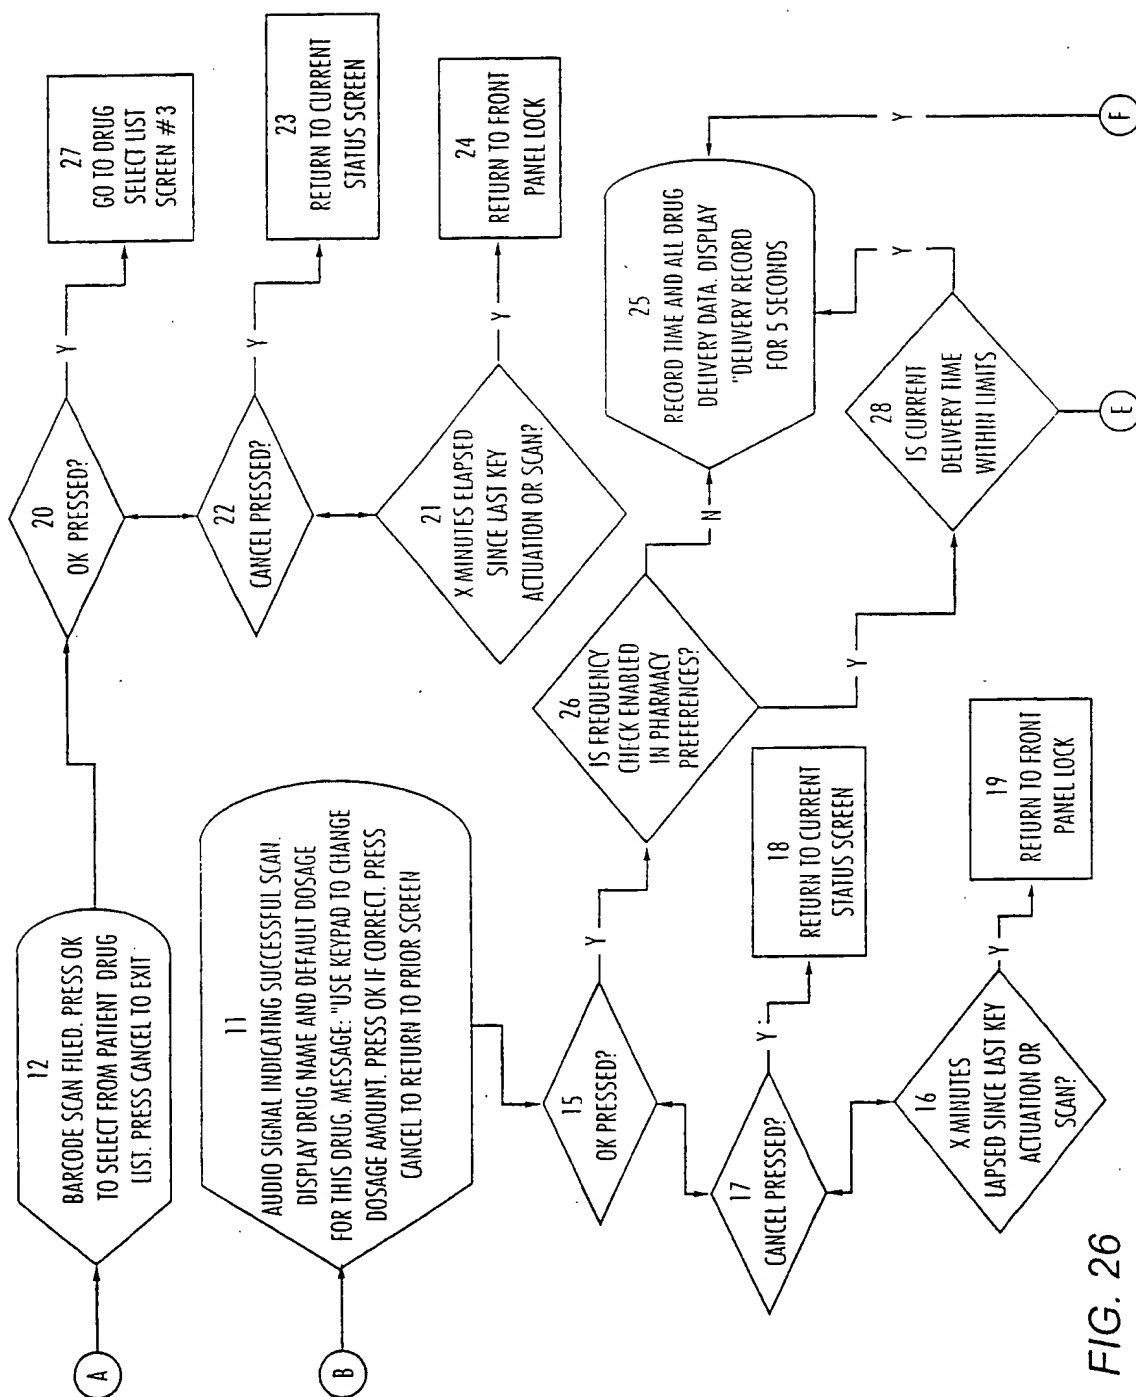 A
12
BARCODE SCAN FILED. PRESS OK
TO SELECT FROM PATIENT DRUG
LIST. PRESS CANCEL TO EXIT
20
OK PRESSED?
Y
27
GO TO DRUG
SELECT LIST
SCREEN #3
22
CANCEL PRESSED?
Y
23
RETURN TO CURRENT
STATUS SCREEN
21
X MINUTES ELAPSED
SINCE LAST KEY
ACTUATION OR SCAN?
Y
24
RETURN TO FRONT
PANEL LOCK
B
11
AUDIO SIGNAL INDICATING SUCCESSFUL SCAN.
DISPLAY DRUG NAME AND DEFAULT DOSAGE
FOR THIS DRUG. MESSAGE: "USE KEYPAD TO CHANGE
DOSAGE AMOUNT. PRESS OK IF CORRECT. PRESS
CANCEL TO RETURN TO PRIOR SCREEN
15
OK PRESSED?
Y
26
IS FREQUENCY
CHECK ENABLED
IN PHARMACY
PREFERENCES?
N
25
RECORD TIME AND ALL DRUG
DELIVERY DATA. DISPLAY
"DELIVERY RECORD
FOR 5 SECONDS
Y
F
Y
28
IS CURRENT
DELIVERY TIME
WITHIN LIMITS
Y
E
17
CANCEL PRESSED?
Y
18
RETURN TO CURRENT
STATUS SCREEN
16
X MINUTES
LAPSED SINCE LAST KEY
ACTUATION OR
SCAN?
Y
19
RETURN TO FRONT
PANEL LOCK
FIG. 26